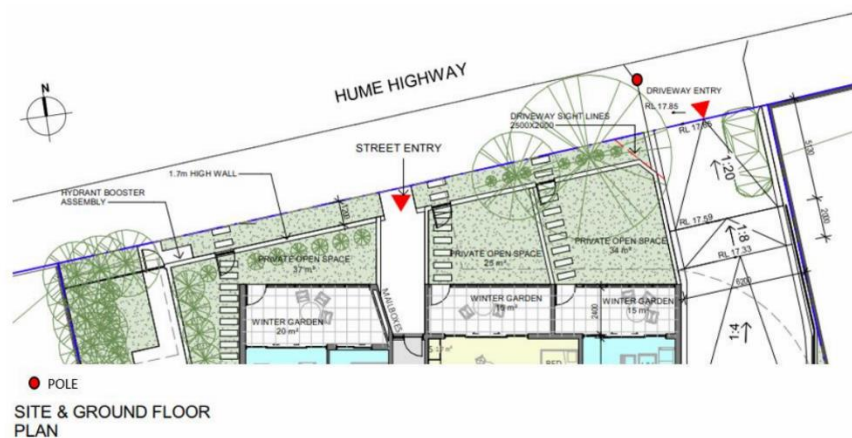 N
HUME HIGHWAY
DRIVEWAY ENTRY
RL 17.85
DRIVEWAY SIGHT LINES
2500X2000
STREET ENTRY
1.7m HIGH WALL
HYDRANT BOOSTER
ASSEMBLY
1:20
RL 17.59
1:8
RL 17.33
6200
2000
PRIVATE OPEN SPACE
37 m²
PRIVATE OPEN SPACE
25 m²
PRIVATE OPEN SPACE
34 m²
MAILBOXES
WINTER GARDEN
20 m²
WINTER GARDEN
WINTER GARDEN
15 m²
2400
1:4
BED
POLE
SITE & GROUND FLOOR
PLAN